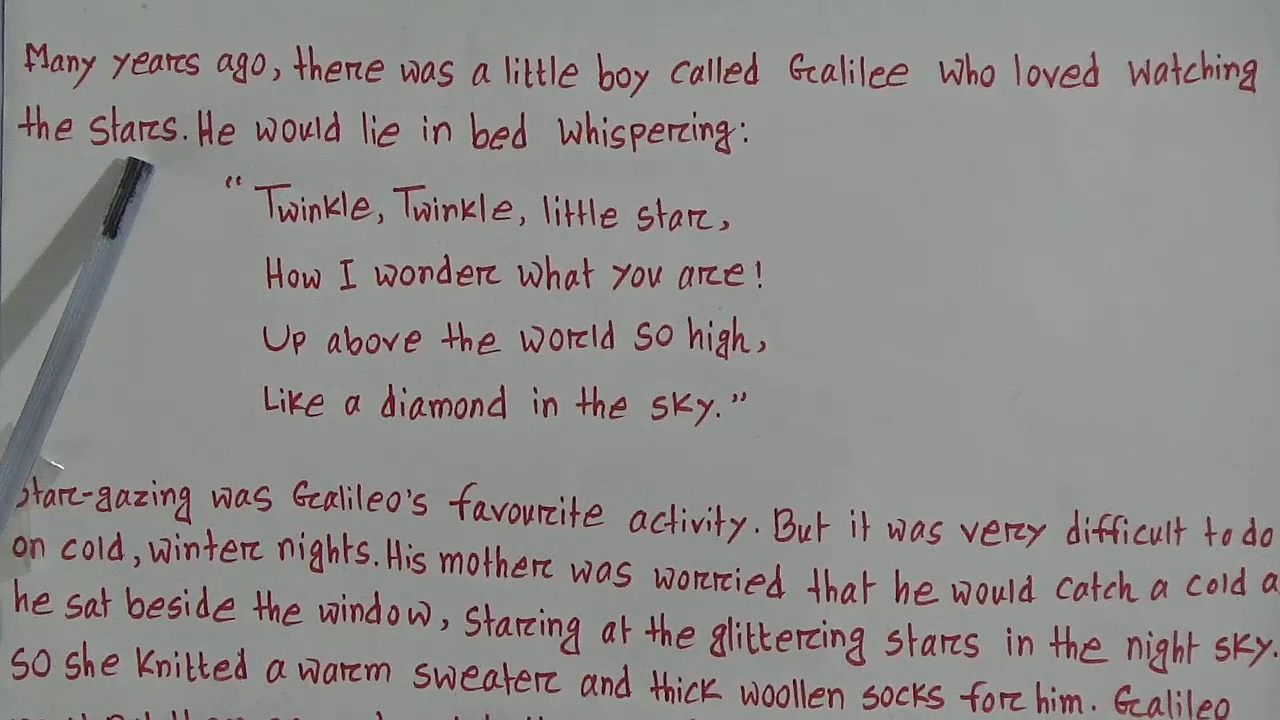 Many years ago, there was a little boy called Galilee who loved watching
the stars. He would lie in bed whispering:
“Twinkle, Twinkle, little star,
How I wonder what you are!
Up above the world so high,
Like a diamond in the sky.”
Star-gazing was Galileo's favourite activity. But it was very difficult to do
on cold, winter nights. His mother was worried that he would catch a cold a
he sat beside the window, staring at the glittering stars in the night sky.
So she knitted a warm sweater and thick woollen socks for him. Galileo